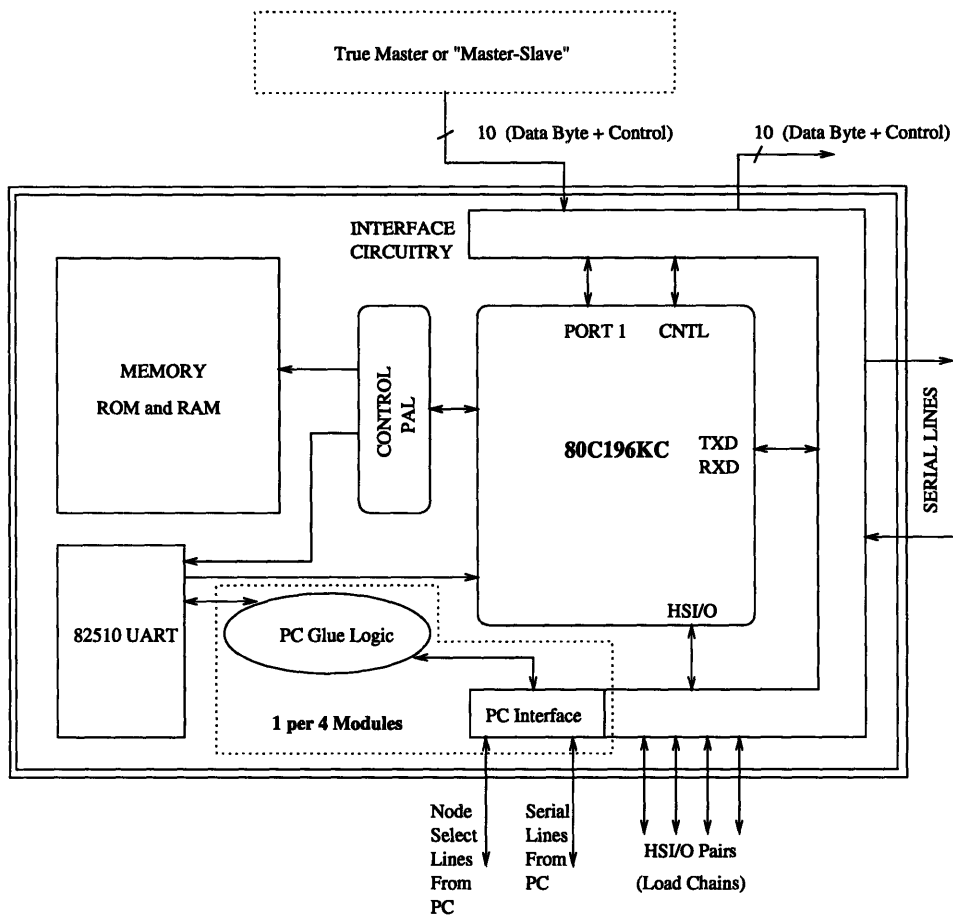 True Master or "Master-Slave"
10 (Data Byte + Control)
10 (Data Byte + Control)
INTERFACE
CIRCUITRY
PORT 1
CNTL
MEMORY
ROM and RAM
CONTROL
PAL
80C196KC
TXD
RXD
SERIAL LINES
HSI/O
82510 UART
PC Glue Logic
1 per 4 Modules
PC Interface
Node
Select
Lines
From
PC
Serial
Lines
From
PC
HSI/O Pairs
(Load Chains)